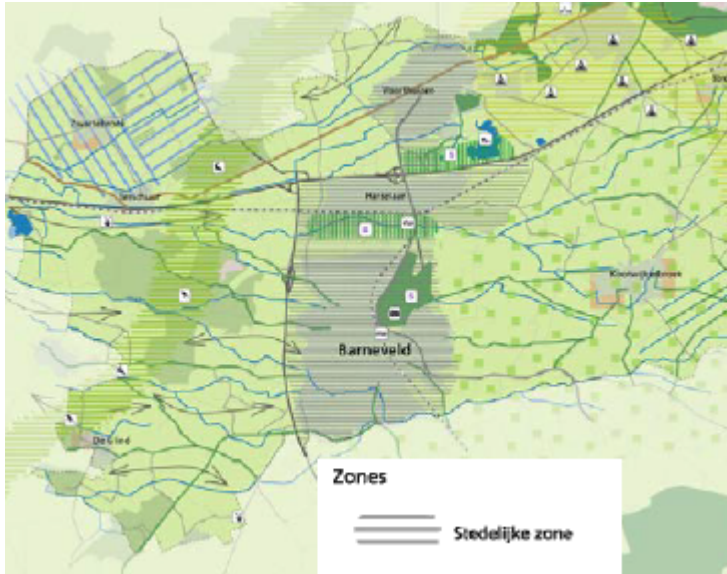 Voorthuizen
Zwartebroek
Terschuur
Harselaar
Kootwijkerbroek
Barneveld
De Glind
Zones
Stedelijke zone